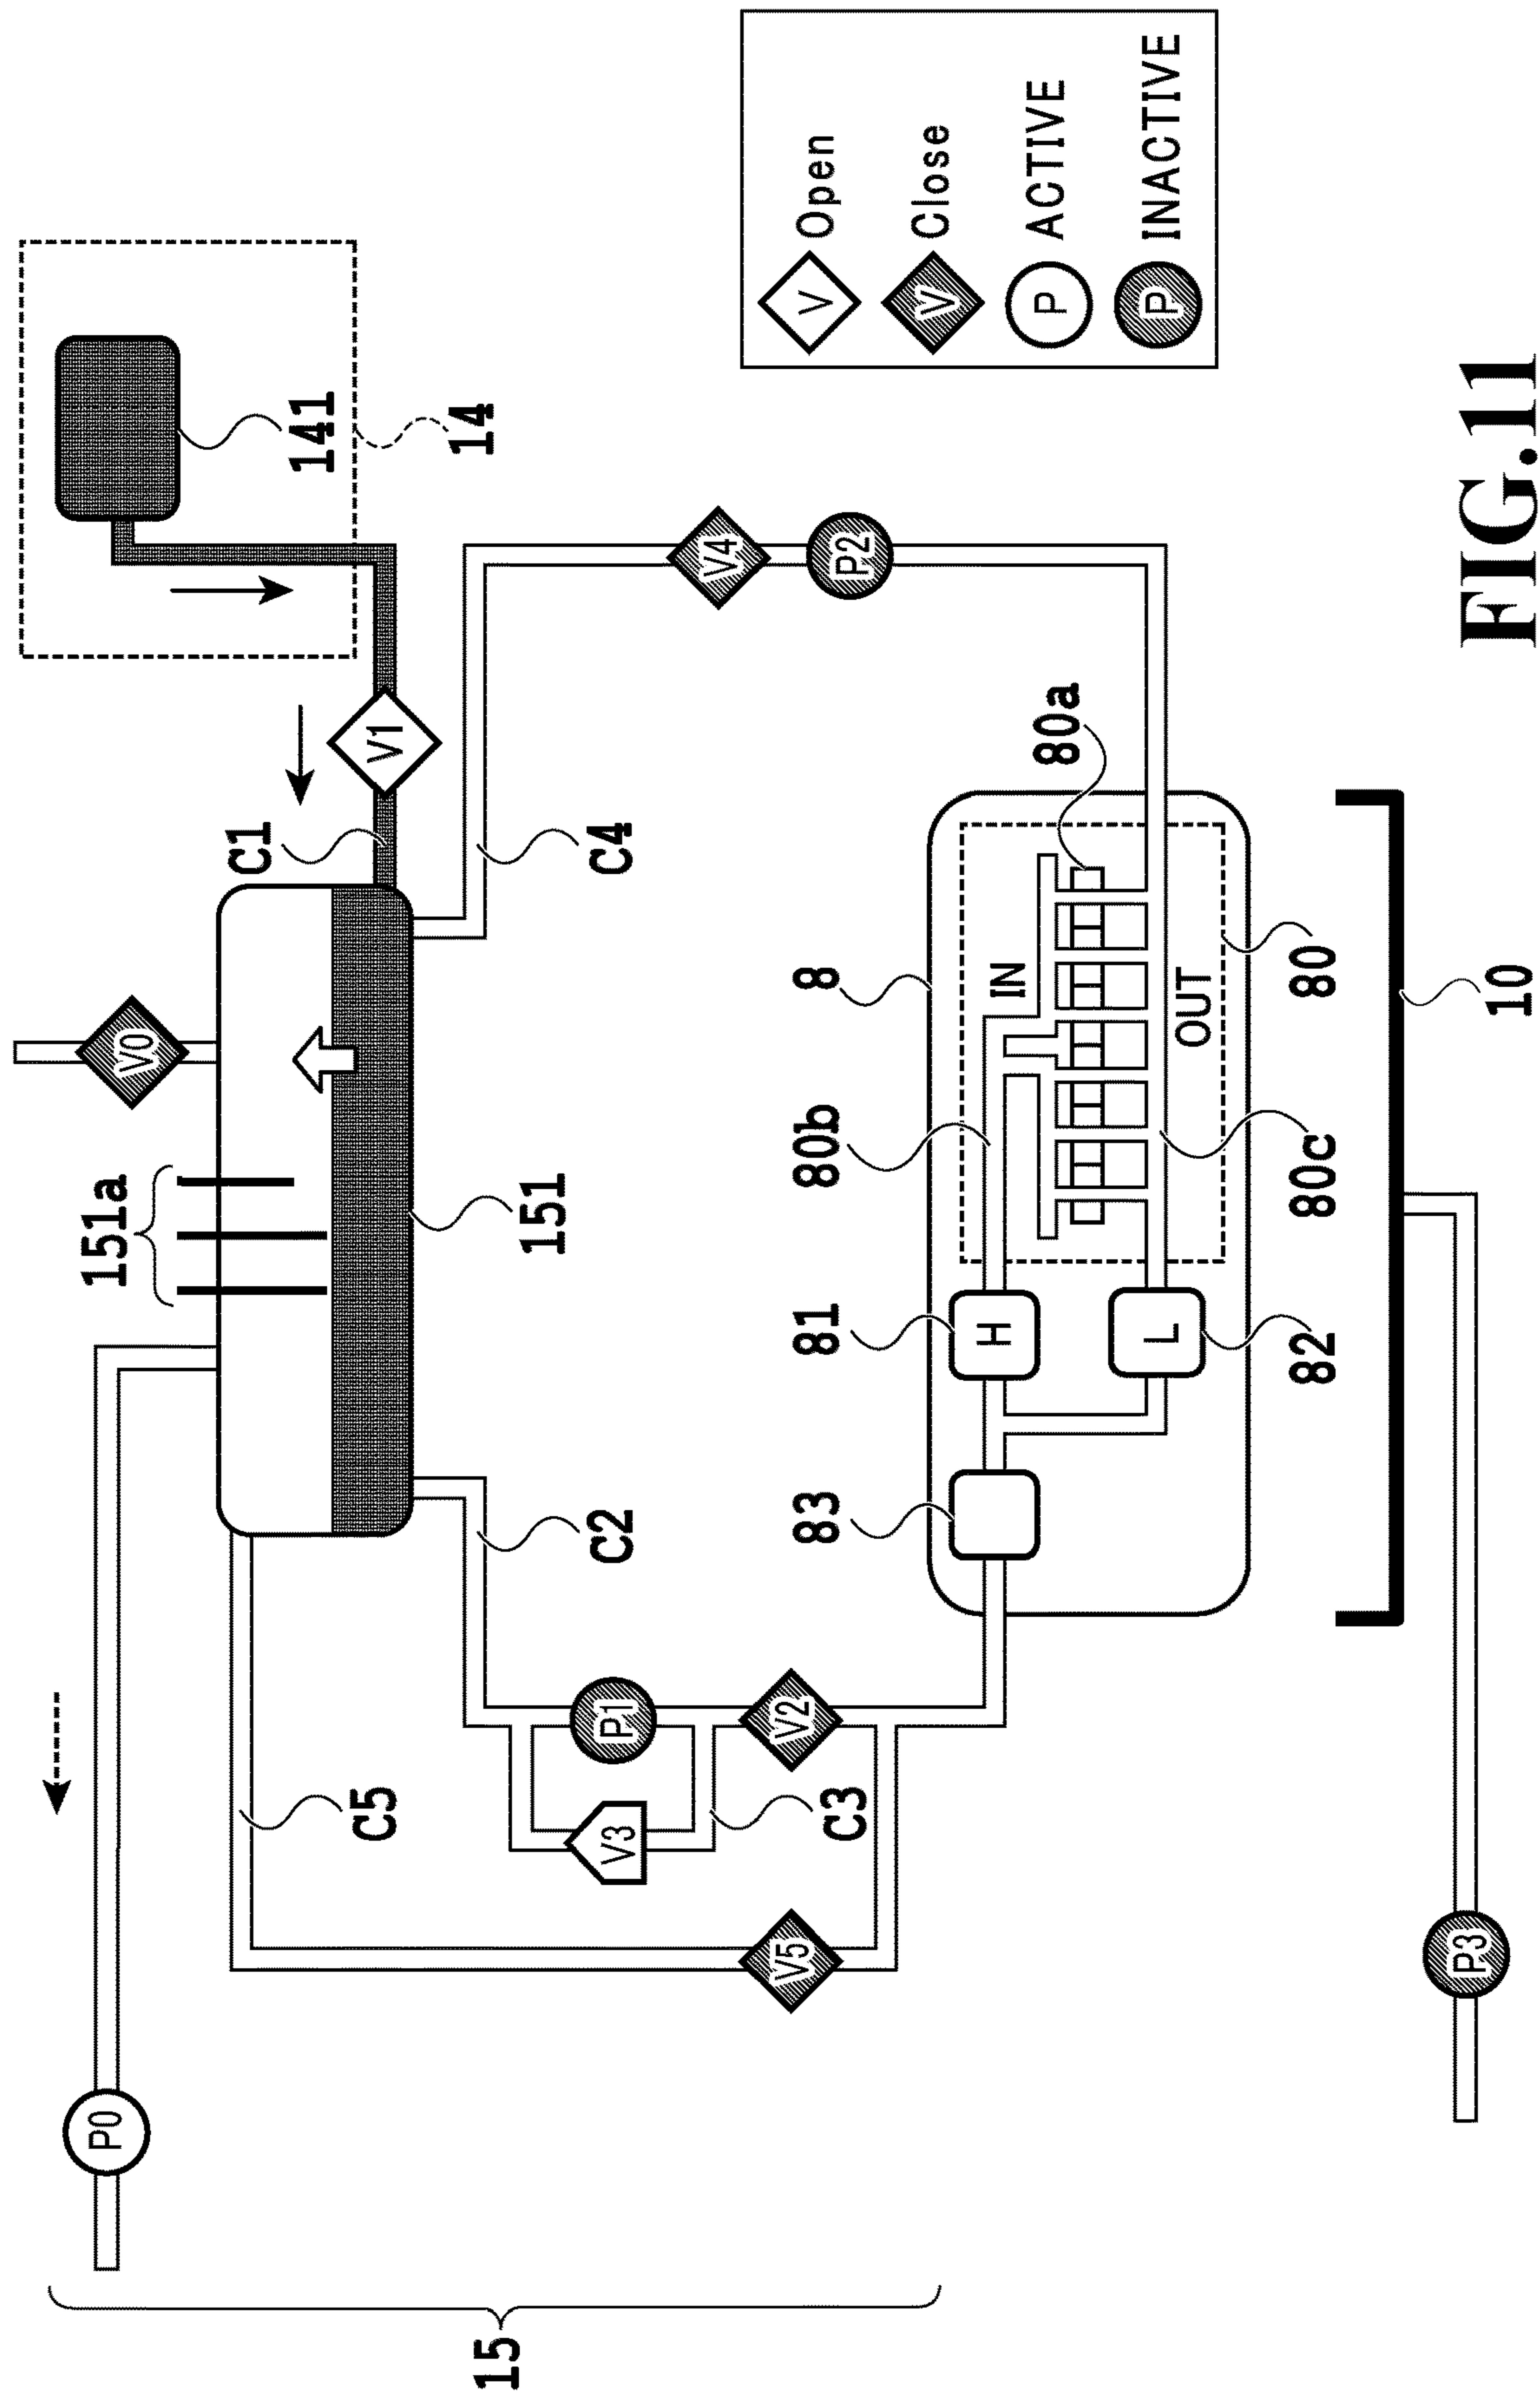 15
P0
C5
V5
V3
C3
P1
V2
C2
151a
V0
151
C1
V1
C4
141
14
V4
P2
83
81
H
82
L
80b
80c
8
IN
OUT
80a
80
10
P3
V Open
V Close
P ACTIVE
P INACTIVE
FIG.11